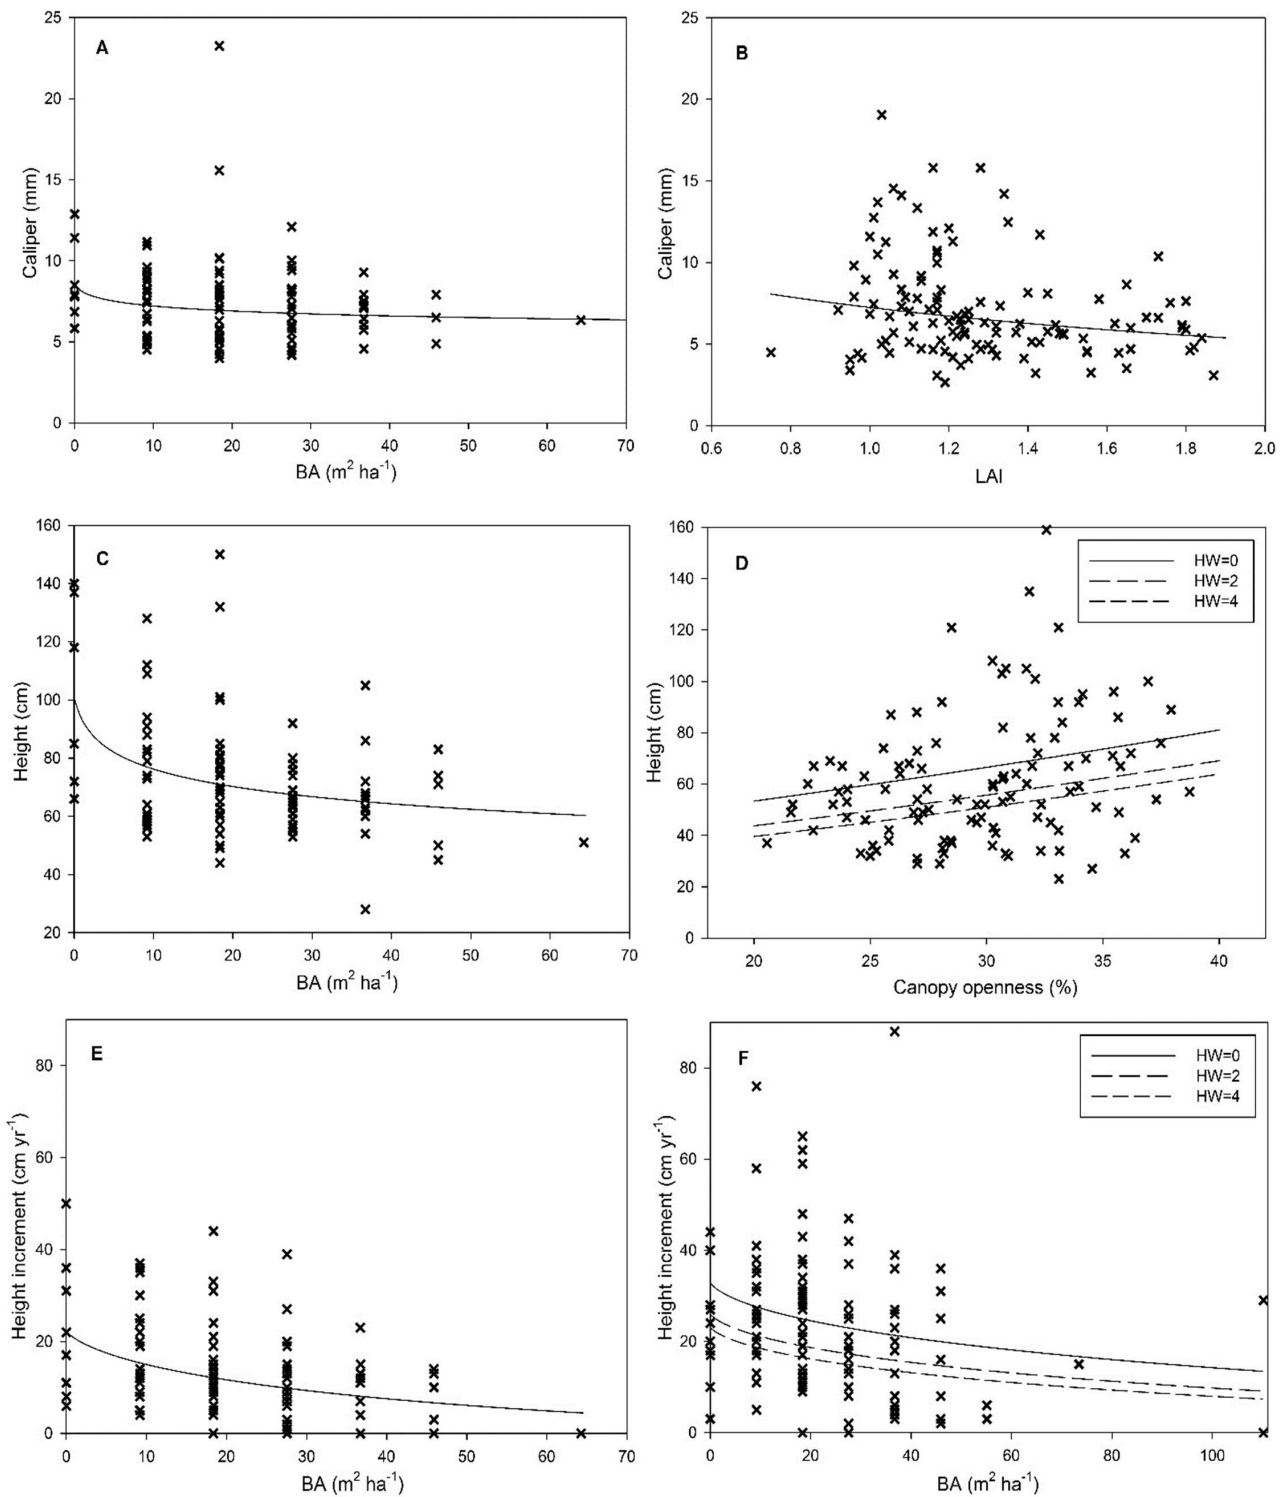 A
Caliper (mm)
25
20
15
10
5
0
0 10 20 30 40 50 60 70
BA (m² ha⁻¹)
B
Caliper (mm)
25
20
15
10
5
0
0.6 0.8 1.0 1.2 1.4 1.6 1.8 2.0
LAI
C
Height (cm)
160
140
120
100
80
60
40
20
0 10 20 30 40 50 60 70
BA (m² ha⁻¹)
D
HW=0
HW=2
HW=4
Height (cm)
160
140
120
100
80
60
40
20
0
20 25 30 35 40
Canopy openness (%)
E
Height increment (cm yr⁻¹)
80
60
40
20
0
0 10 20 30 40 50 60 70
BA (m² ha⁻¹)
F
HW=0
HW=2
HW=4
Height increment (cm yr⁻¹)
80
60
40
20
0
0 20 40 60 80 100
BA (m² ha⁻¹)